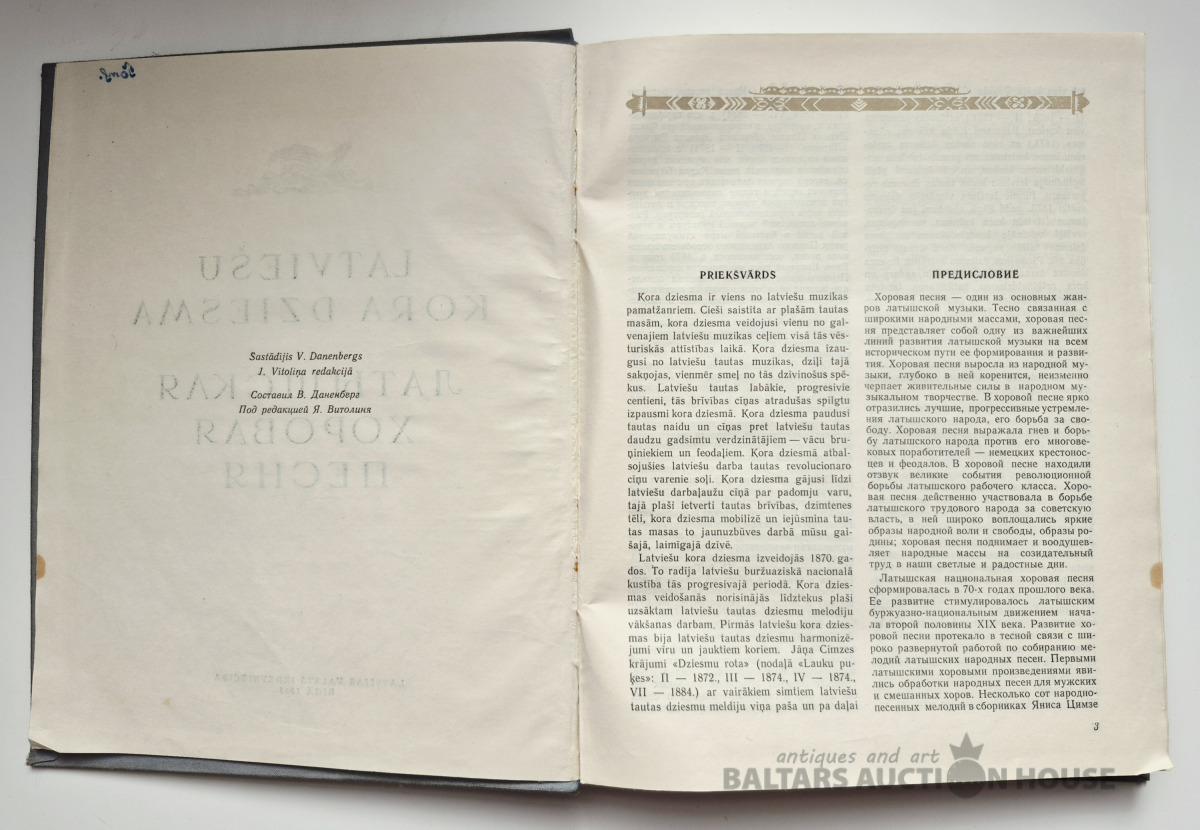 Sastādījis V. Danenbergs
J. Vītoliņa redakcijā
Составил В. Даненберг
Под редакцией Я. Витолиня
PRIEKŠVĀRDS
Kora dziesma ir viens no latviešu muzikas
pamatžanriem. Cieši saistīta ar plašām tautas
masām, kora dziesma veidojusi vienu no gal-
venajiem latviešu muzikas ceļiem visā tās vēs-
turiskās attīstības laikā. Kora dziesma izau-
gusi no latviešu tautas muzikas, dziļi tajā
sakņojas, vienmēr smeļ no tās dzīvinošus spē-
kus. Latviešu tautas labākie, progresīvie
centieni, tās brīvības cīņas atradušas spilgtu
izpausmi kora dziesmā. Kora dziesma paudusi
tautas naidu un cīņas pret latviešu tautas
daudzu gadsimtu verdzinātājiem — vācu bru-
ņiniekiem un feodaļiem. Kora dziesmā atbal-
sojušies latviešu darba tautas revolucionaro
cīņu varenie soļi. Kora dziesma gājusi līdzi
latviešu darbaļaužu cīņā par padomju varu,
tajā plaši ietverti tautas brīvības, dzimtenes
tēli, kora dziesma mobilizē un iejūsmina tau-
tas masas to jaunuzbūves darbā mūsu gai-
šajā, laimīgajā dzīvē.
Latviešu kora dziesma izveidojās 1870. ga-
dos. To radīja latviešu buržuaziskā nacionalā
kustība tās progresivajā periodā. Kora dzies-
mas veidošanās norisinājās līdztekus plaši
uzsāktam latviešu tautas dziesmu melodiju
vākšanas darbam. Pirmās latviešu kora dzies-
mas bija latviešu tautas dziesmu harmonizē-
jumi vīru un jauktiem koriem. Jāņa Cimzes
krājumi «Dziesmu rota» (nodaļā «Lauku pu-
ķes»: II — 1872., III — 1874., IV — 1874.,
VII — 1884.) ar vairākiem simtiem latviešu
tautas dziesmu meldiju viņa paša un pa daļai
ПРЕДИСЛОВИЕ
Хоровая песня — один из основных жан-
ров латышской музыки. Тесно связанная с
широкими народными массами, хоровая пес-
ня представляет собой одну из важнейших
линий развития латышской музыки на всем
историческом пути ее формирования и разви-
тия. Хоровая песня выросла из народной му-
зыки, глубоко в ней коренится, неизменно
черпает живительные силы в народном му-
зыкальном творчестве. В хоровой песне ярко
отразились лучшие, прогрессивные устремле-
ния латышского народа, его борьба за сво-
боду. Хоровая песня выражала гнев и борь-
бу латышского народа против его многове-
ковых поработителей — немецких крестонос-
цев и феодалов. В хоровой песне находили
отзвук великие события революционной
борьбы латышского рабочего класса. Хоро-
вая песня действенно участвовала в борьбе
латышского трудового народа за советскую
власть, в ней широко воплощались яркие
образы народной воли и свободы, образы ро-
дины; хоровая песня поднимает и воодушев-
ляет народные массы на созидательный
труд в наши светлые и радостные дни.
Латышская национальная хоровая песня
сформировалась в 70-х годах прошлого века.
Ее развитие стимулировалось латышским
буржуазно-национальным движением нача-
ла второй половины XIX века. Развитие хо-
ровой песни протекало в тесной связи с ши-
роко развернутой работой по собиранию ме-
лодий латышских народных песен. Первыми
латышскими хоровыми произведениями яви-
лись обработки народных песен для мужских
и смешанных хоров. Несколько сот народно-
песенных мелодий в сборниках Яниса Цимзе
3
antiques and art
BALTARS AUCTION HOUSE